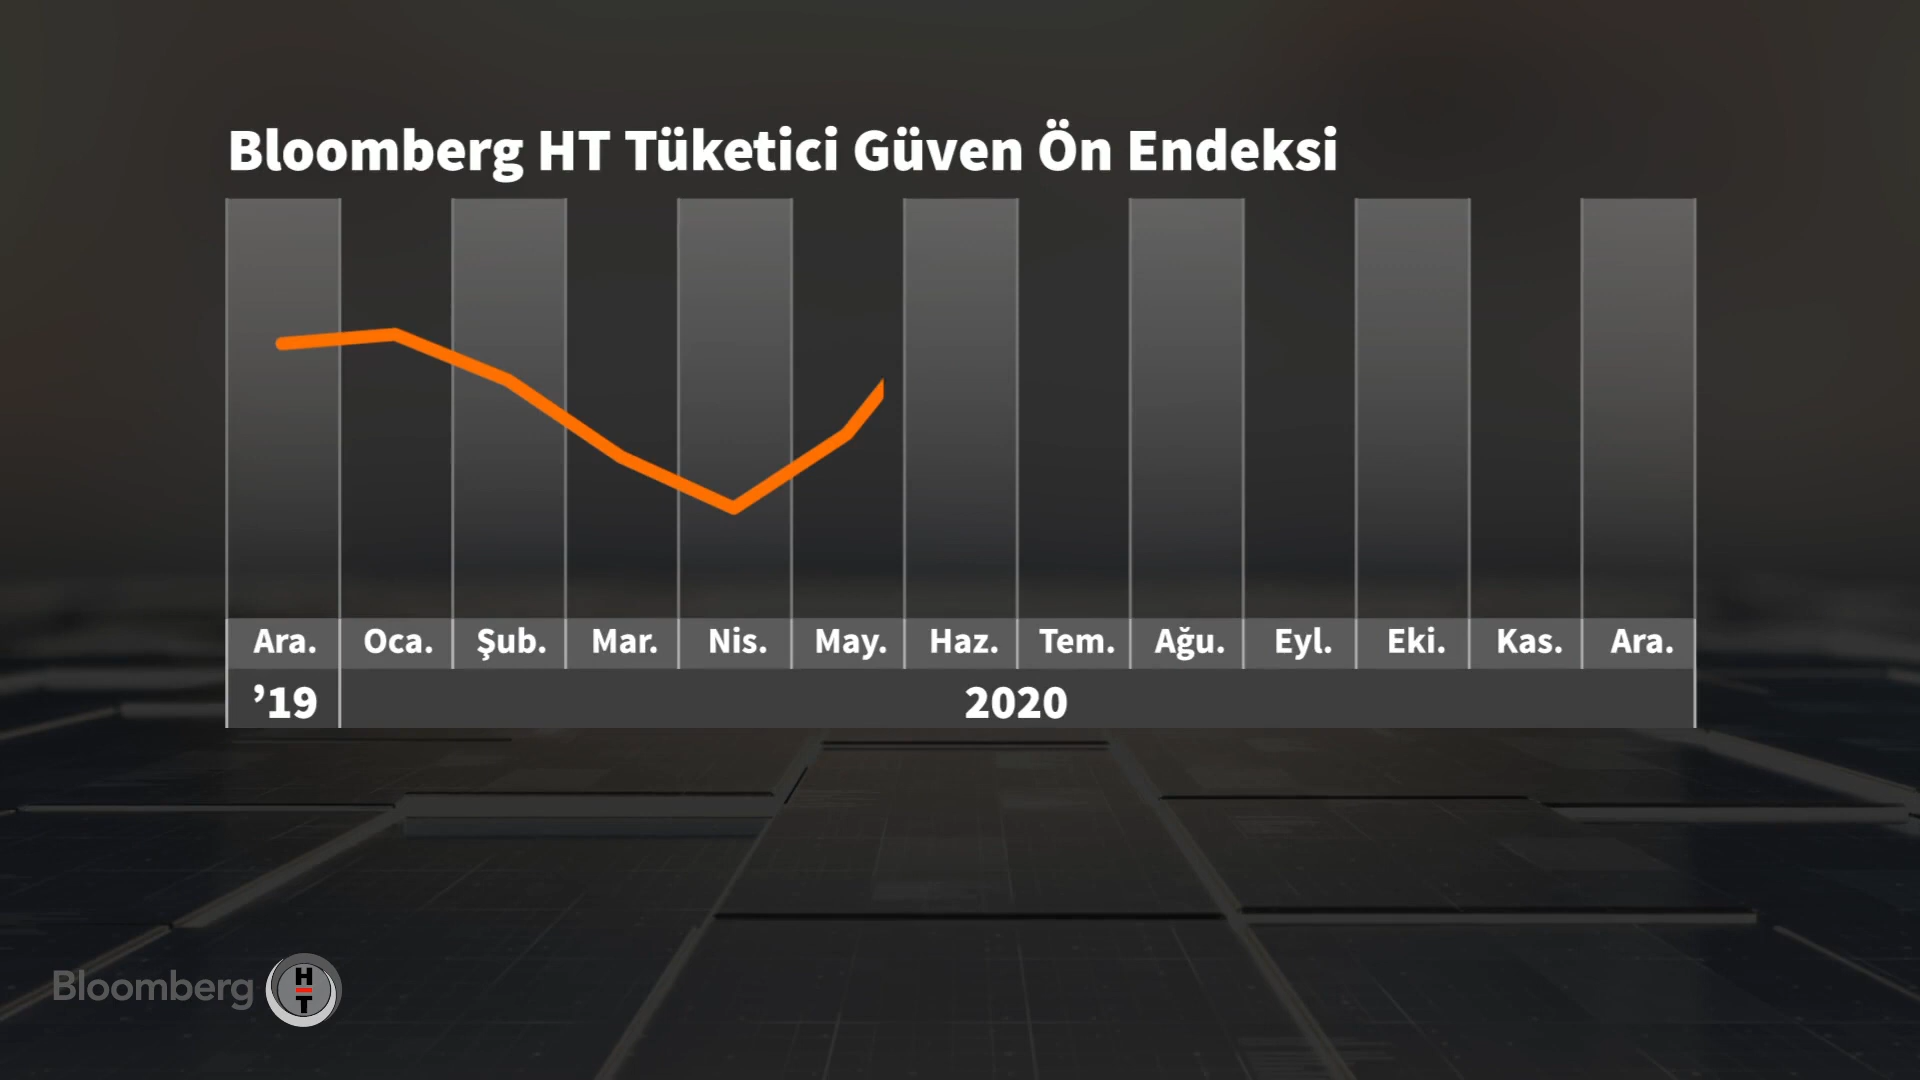 Bloomberg HT Tüketici Güven Ön Endeksi
Ara. Oca. Şub. Mar. Nis. May. Haz. Tem. Ağu. Eyl. Eki. Kas. Ara.
’19 2020
Bloomberg HT